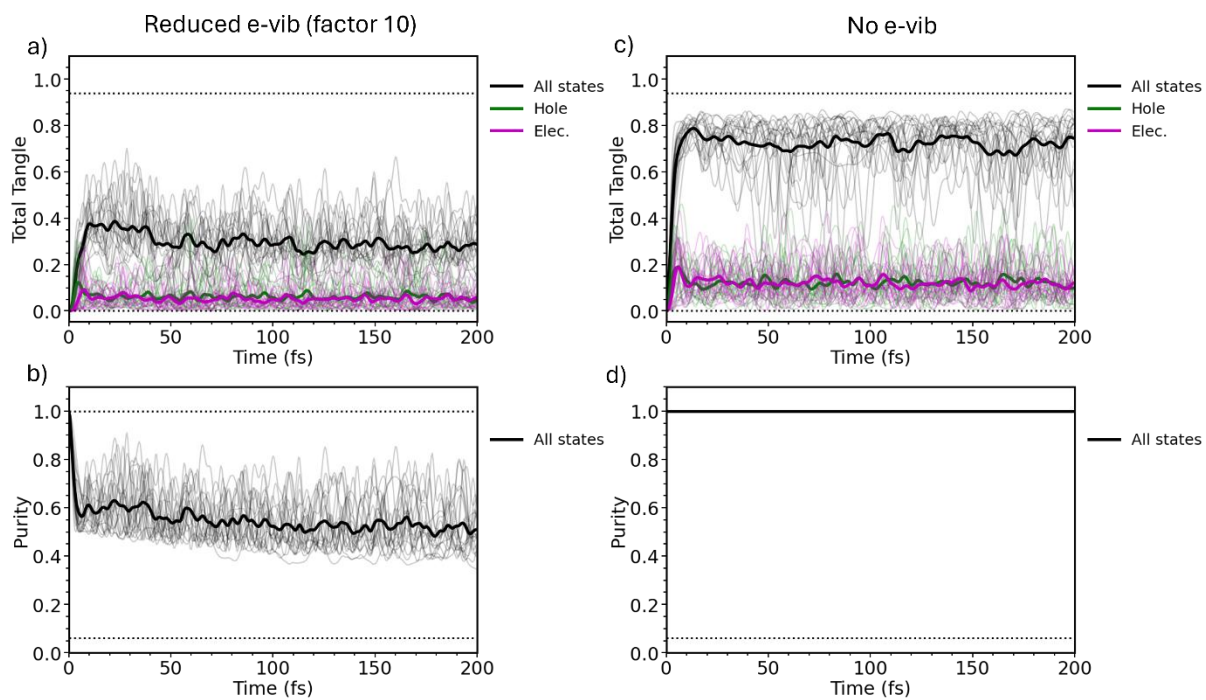 Reduced e-vib (factor 10)
a)
1.0
0.8
0.6
0.4
0.2
0.0
Total Tangle
0 50 100 150 200
Time (fs)
All states
Hole
Elec.
b)
1.0
0.8
0.6
0.4
0.2
0.0
Purity
0 50 100 150 200
Time (fs)
All states
No e-vib
c)
1.0
0.8
0.6
0.4
0.2
0.0
Total Tangle
0 50 100 150 200
Time (fs)
All states
Hole
Elec.
d)
1.0
0.8
0.6
0.4
0.2
0.0
Purity
0 50 100 150 200
Time (fs)
All states